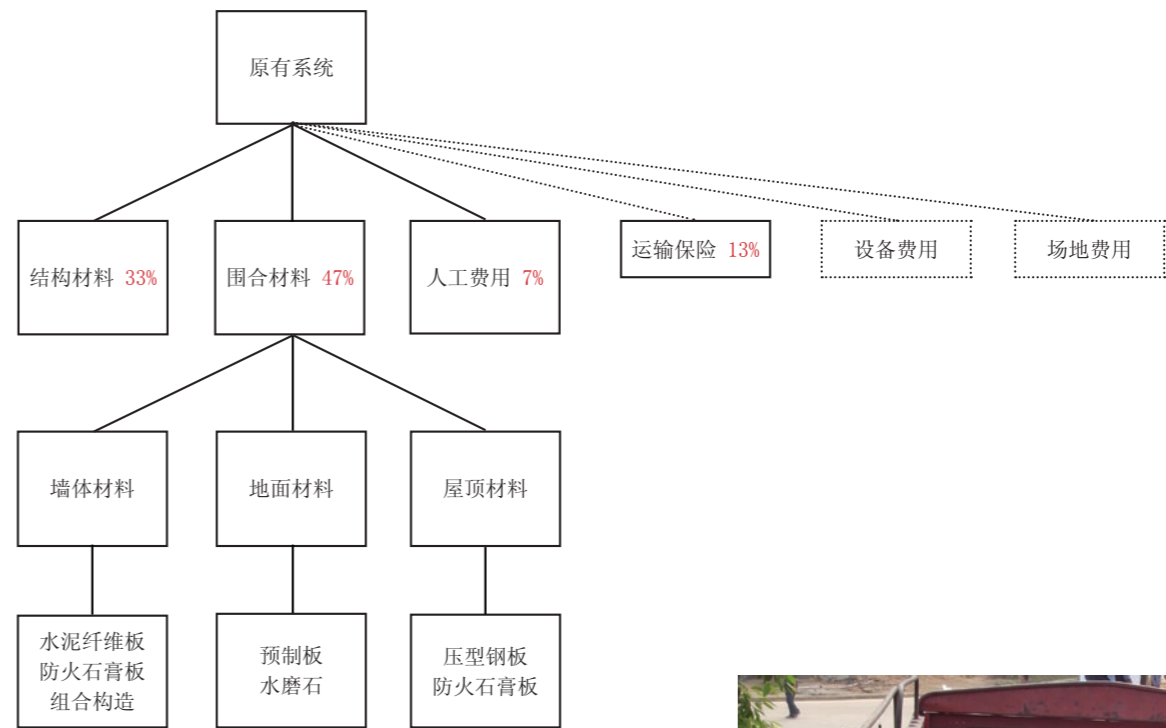 原有系统
结构材料 33%
围合材料 47%
人工费用 7%
运输保险 13%
设备费用
场地费用
墙体材料
地面材料
屋顶材料
水泥纤维板
防火石膏板
组合构造
预制板
水磨石
压型钢板
防火石膏板